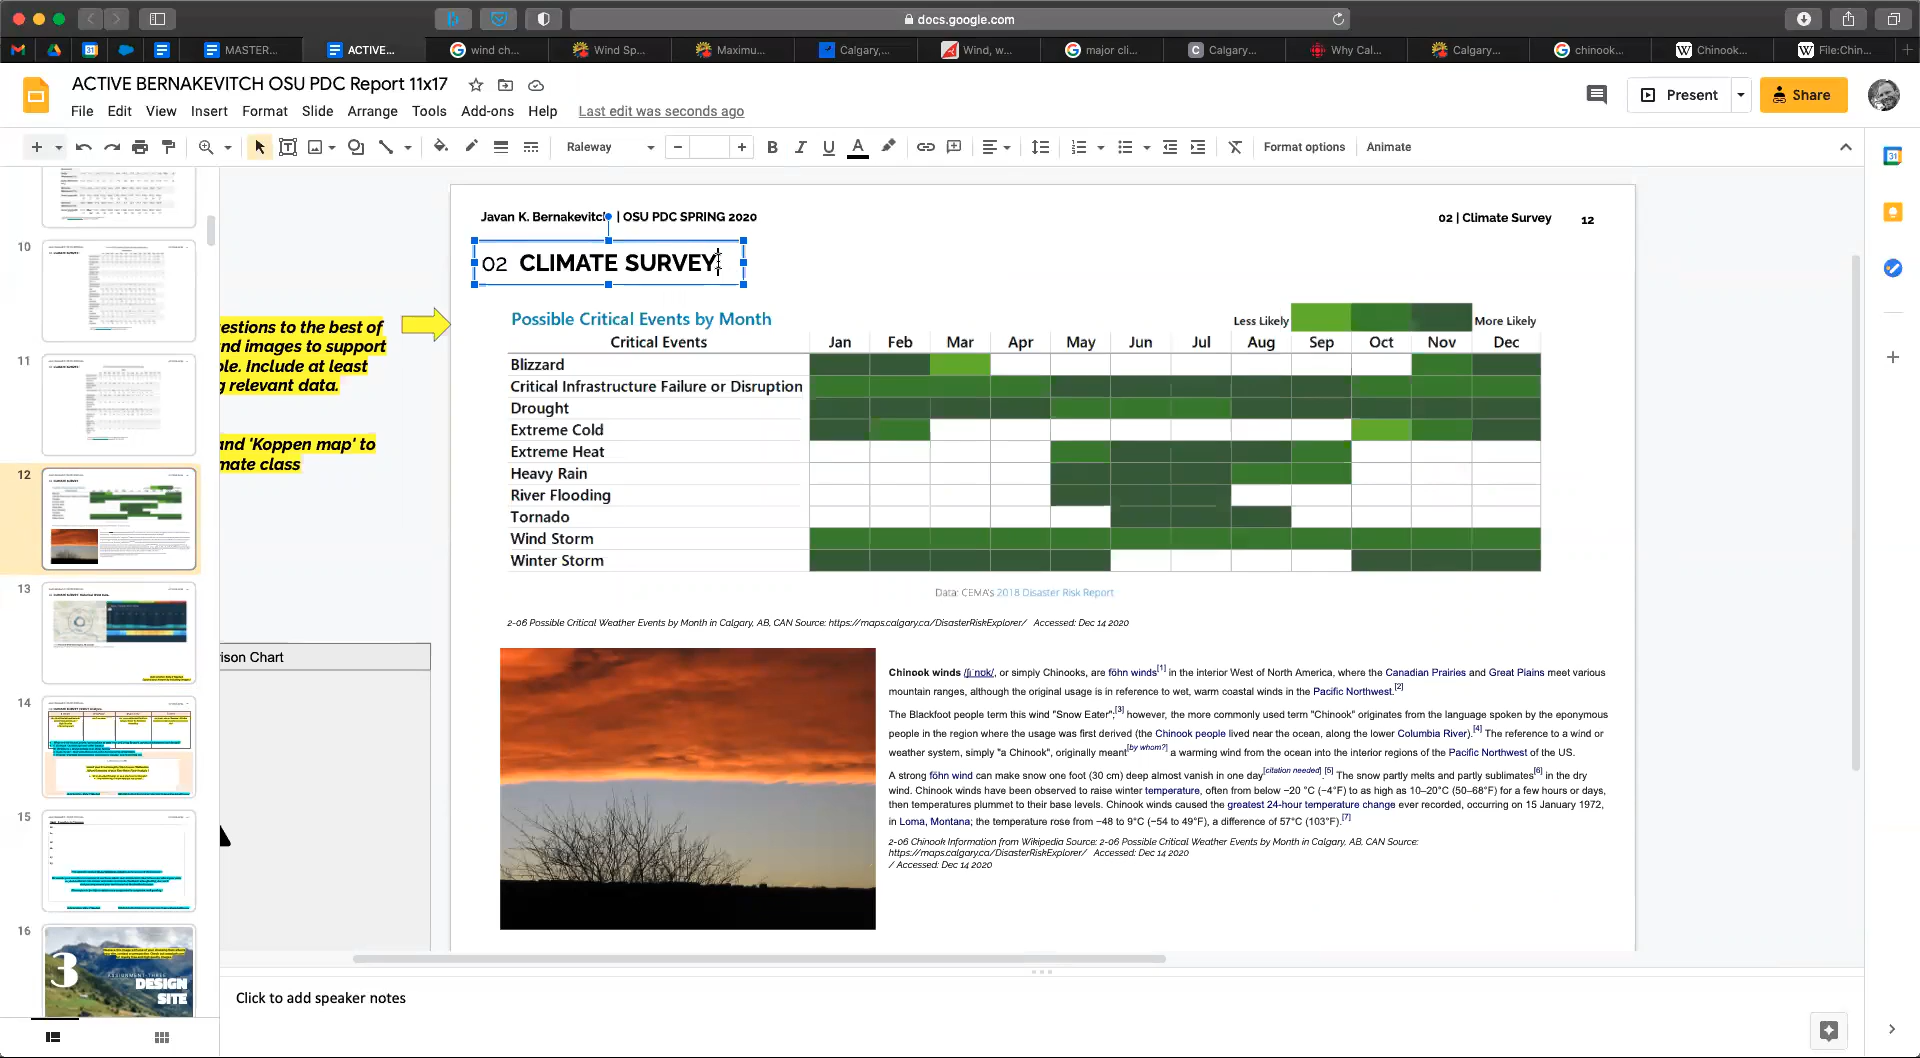 docs.google.com
MASTER...
ACTIVE...
wind ch...
Wind Sp...
Maximu...
Calgary,...
Wind, w...
major cli...
Calgary...
Why Cal...
Calgary...
chinook...
Chinook...
File:Chin...
ACTIVE BERNAKEVITCH OSU PDC Report 11x17
Present
Share
File Edit View Insert Format Slide Arrange Tools Add-ons Help Last edit was seconds ago
Raleway
Format options
Animate
Javan K. Bernakevitch | OSU PDC SPRING 2020
02 | Climate Survey 12
02 CLIMATE SURVEY
Possible Critical Events by Month
Less Likely More Likely
Critical Events Jan Feb Mar Apr May Jun Jul Aug Sep Oct Nov Dec
Blizzard
Critical Infrastructure Failure or Disruption
Drought
Extreme Cold
Extreme Heat
Heavy Rain
River Flooding
Tornado
Wind Storm
Winter Storm
Data: CEMA's 2018 Disaster Risk Report
2-06 Possible Critical Weather Events by Month in Calgary, AB, CAN Source: https://maps.calgary.ca/DisasterRiskExplorer/ Accessed: Dec 14 2020
Chinook winds /ʃɪˈnʊk/, or simply Chinooks, are föhn winds[1] in the interior West of North America, where the Canadian Prairies and Great Plains meet various
mountain ranges, although the original usage is in reference to wet, warm coastal winds in the Pacific Northwest.[2]
The Blackfoot people term this wind "Snow Eater";[3] however, the more commonly used term "Chinook" originates from the language spoken by the eponymous
people in the region where the usage was first derived (the Chinook people lived near the ocean, along the lower Columbia River).[4] The reference to a wind or
weather system, simply "a Chinook", originally meant[by whom?] a warming wind from the ocean into the interior regions of the Pacific Northwest of the US.
A strong föhn wind can make snow one foot (30 cm) deep almost vanish in one day[citation needed].[5] The snow partly melts and partly sublimates[6] in the dry
wind. Chinook winds have been observed to raise winter temperature, often from below −20 °C (−4°F) to as high as 10–20°C (50–68°F) for a few hours or days,
then temperatures plummet to their base levels. Chinook winds caused the greatest 24-hour temperature change ever recorded, occurring on 15 January 1972,
in Loma, Montana; the temperature rose from −48 to 9°C (−54 to 49°F), a difference of 57°C (103°F).[7]
2-06 Chinook Information from Wikipedia Source: 2-06 Possible Critical Weather Events by Month in Calgary, AB, CAN Source:
https://maps.calgary.ca/DisasterRiskExplorer/ Accessed: Dec 14 2020
/ Accessed: Dec 14 2020
estions to the best of
nd images to support
ble. Include at least
g relevant data.
and 'Koppen map' to
mate class
rison Chart
10
11
12
13
14
15
16
3
DESIGN
SITE
Click to add speaker notes